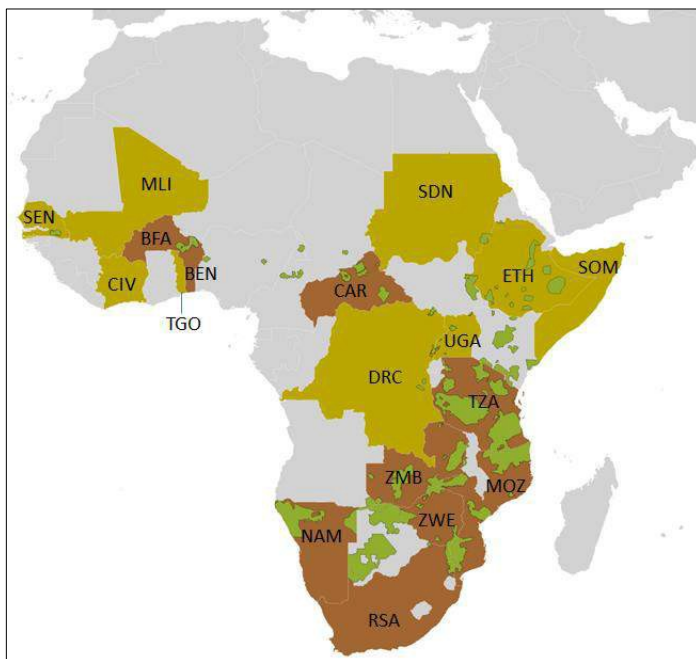 MLI
SDN
SEN
BFA
BEN
ETH
SOM
CIV
CAR
TGO
UGA
DRC
TZA
ZMB
MOZ
ZWE
NAM
RSA